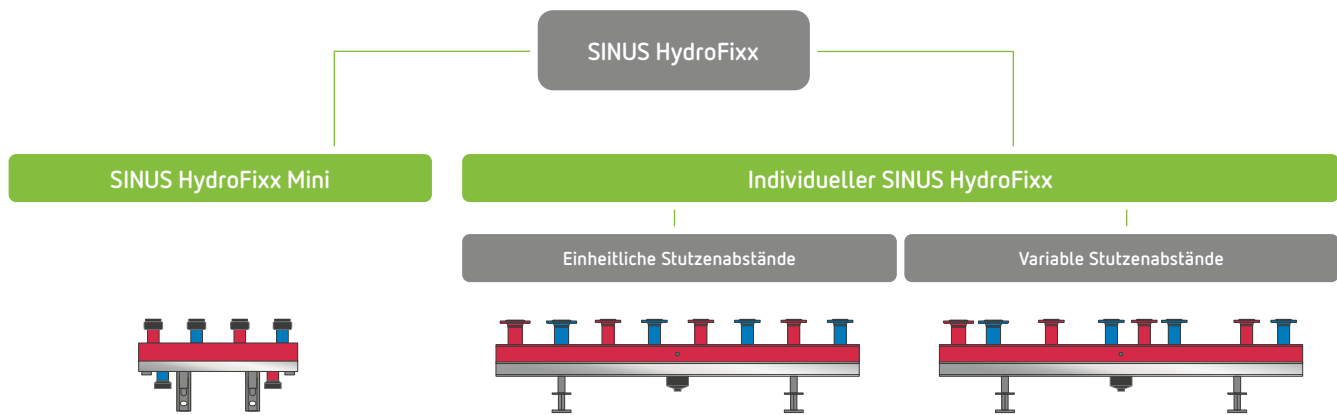 SINUS HydroFixx
SINUS HydroFixx Mini
Individueller SINUS HydroFixx
Einheitliche Stutzenabstände
Variable Stutzenabstände